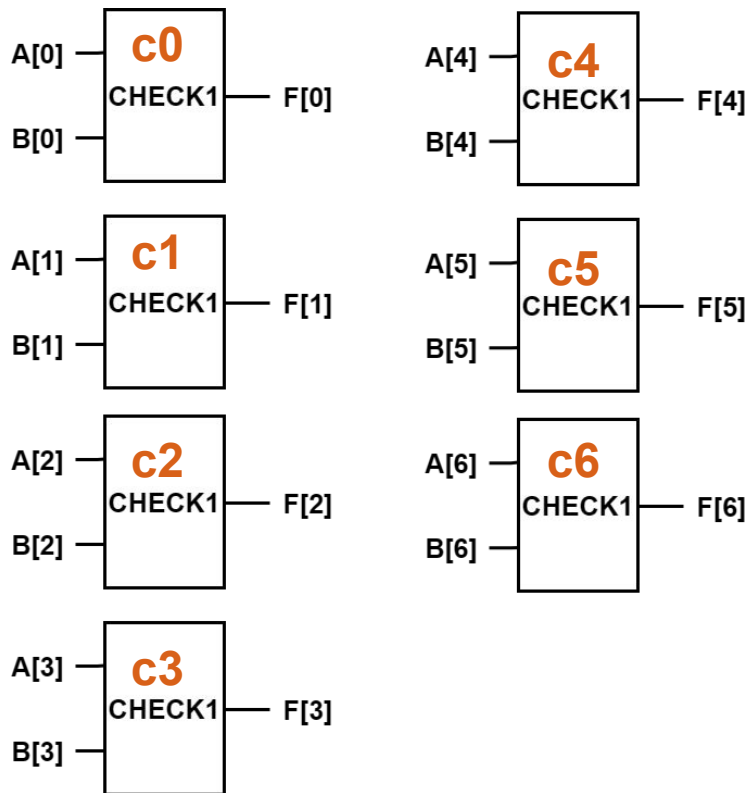 A[0]
c0
CHECK1
F[0]
B[0]
A[1]
c1
CHECK1
F[1]
B[1]
A[2]
c2
CHECK1
F[2]
B[2]
A[3]
c3
CHECK1
F[3]
B[3]
A[4]
c4
CHECK1
F[4]
B[4]
A[5]
c5
CHECK1
F[5]
B[5]
A[6]
c6
CHECK1
F[6]
B[6]